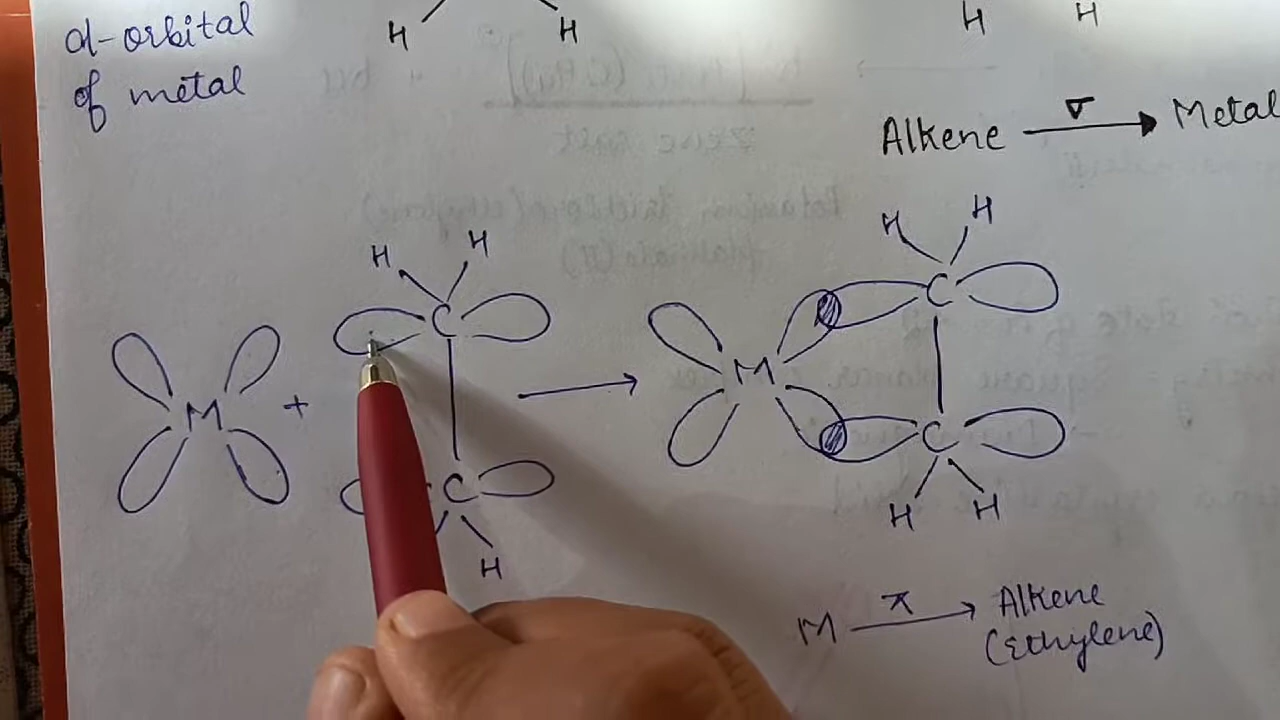 d-orbital
of metal
H H
H H
Alkene σ→ Metal
H H
H H
C
C
M + → M
C
C
H
H H
M π→ Alkene
(Ethylene)